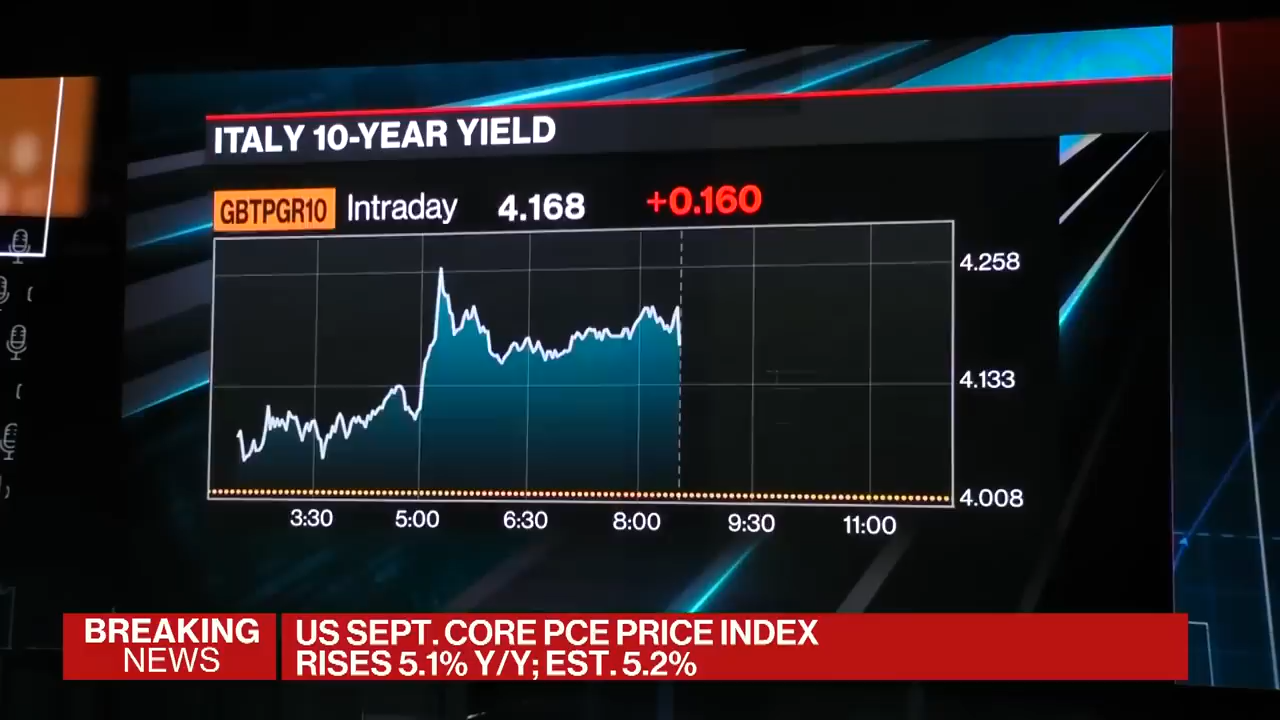 ITALY 10-YEAR YIELD
GBTPGR10 Intraday 4.168 +0.160
4.258
4.133
4.008
3:30 5:00 6:30 8:00 9:30 11:00
BREAKING
NEWS
US SEPT. CORE PCE PRICE INDEX
RISES 5.1% Y/Y; EST. 5.2%